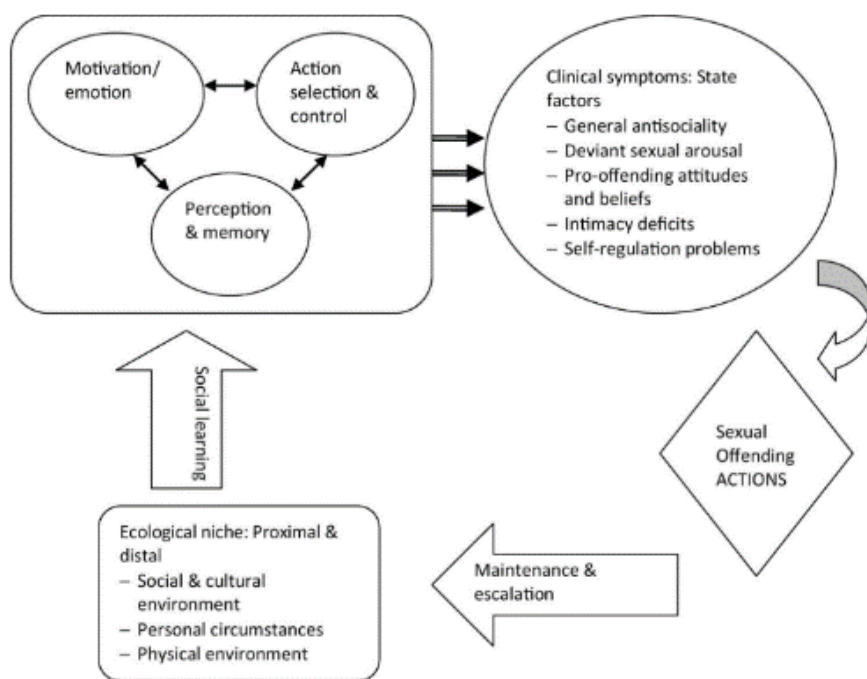 Motivation/
emotion
Action
selection &
control
Perception
& memory
Clinical symptoms: State
factors
– General antisociality
– Deviant sexual arousal
– Pro-offending attitudes
and beliefs
– Intimacy deficits
– Self-regulation problems
Sexual
Offending
ACTIONS
Maintenance &
escalation
Ecological niche: Proximal &
distal
– Social & cultural
environment
– Personal circumstances
– Physical environment
Social learning